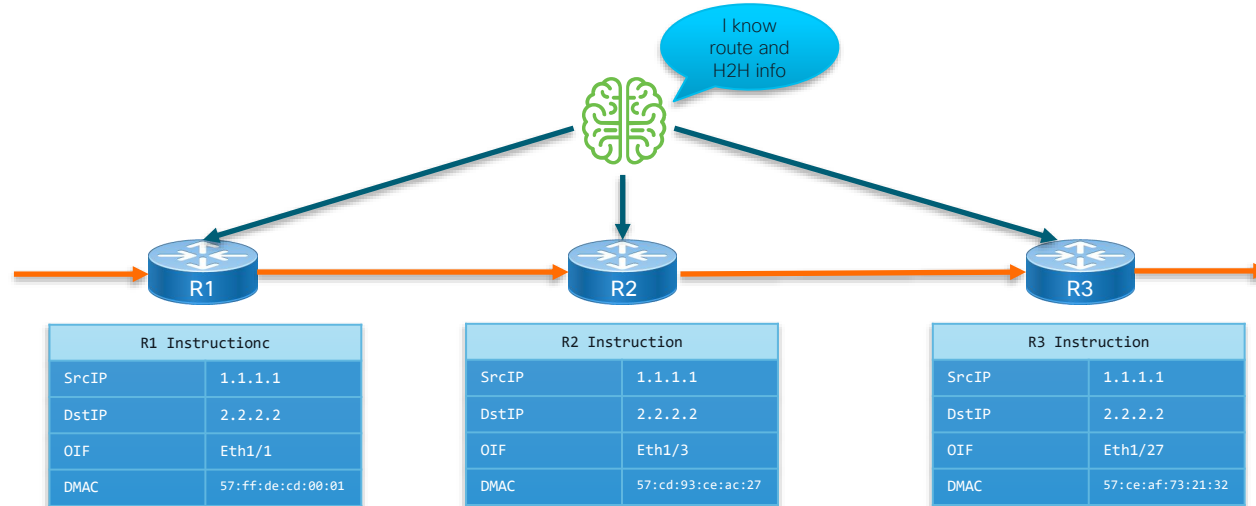 I know
route and
H2H info
R1
R2
R3
R1 Instructionc
SrcIP 1.1.1.1
DstIP 2.2.2.2
OIF Eth1/1
DMAC 57:ff:de:cd:00:01
R2 Instruction
SrcIP 1.1.1.1
DstIP 2.2.2.2
OIF Eth1/3
DMAC 57:cd:93:ce:ac:27
R3 Instruction
SrcIP 1.1.1.1
DstIP 2.2.2.2
OIF Eth1/27
DMAC 57:ce:af:73:21:32